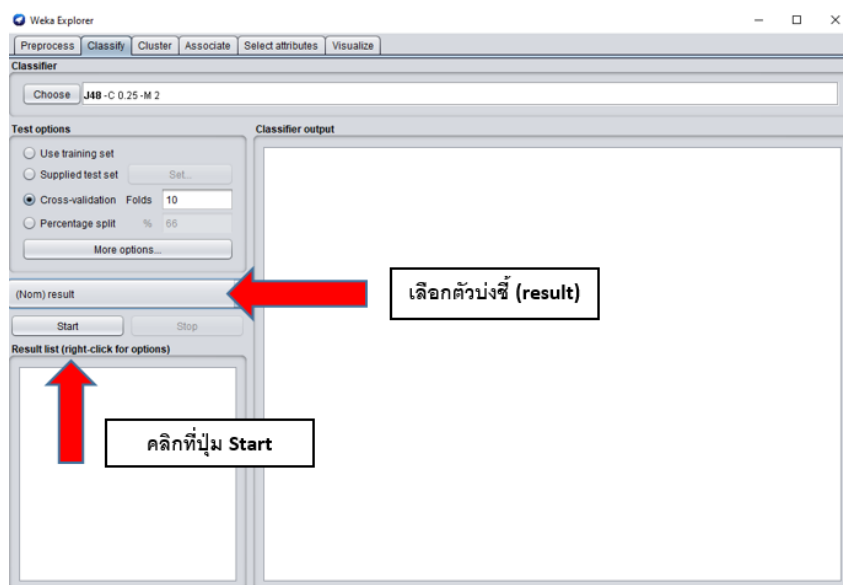 Weka Explorer
Preprocess Classify Cluster Associate Select attributes Visualize
Classifier
Choose J48 -C 0.25 -M 2
Test options
Use training set
Supplied test set Set...
Cross-validation Folds 10
Percentage split % 66
More options...
(Nom) result
Start Stop
Result list (right-click for options)
Classifier output
เลือกตัวบ่งชี้ (result)
คลิกที่ปุ่ม Start